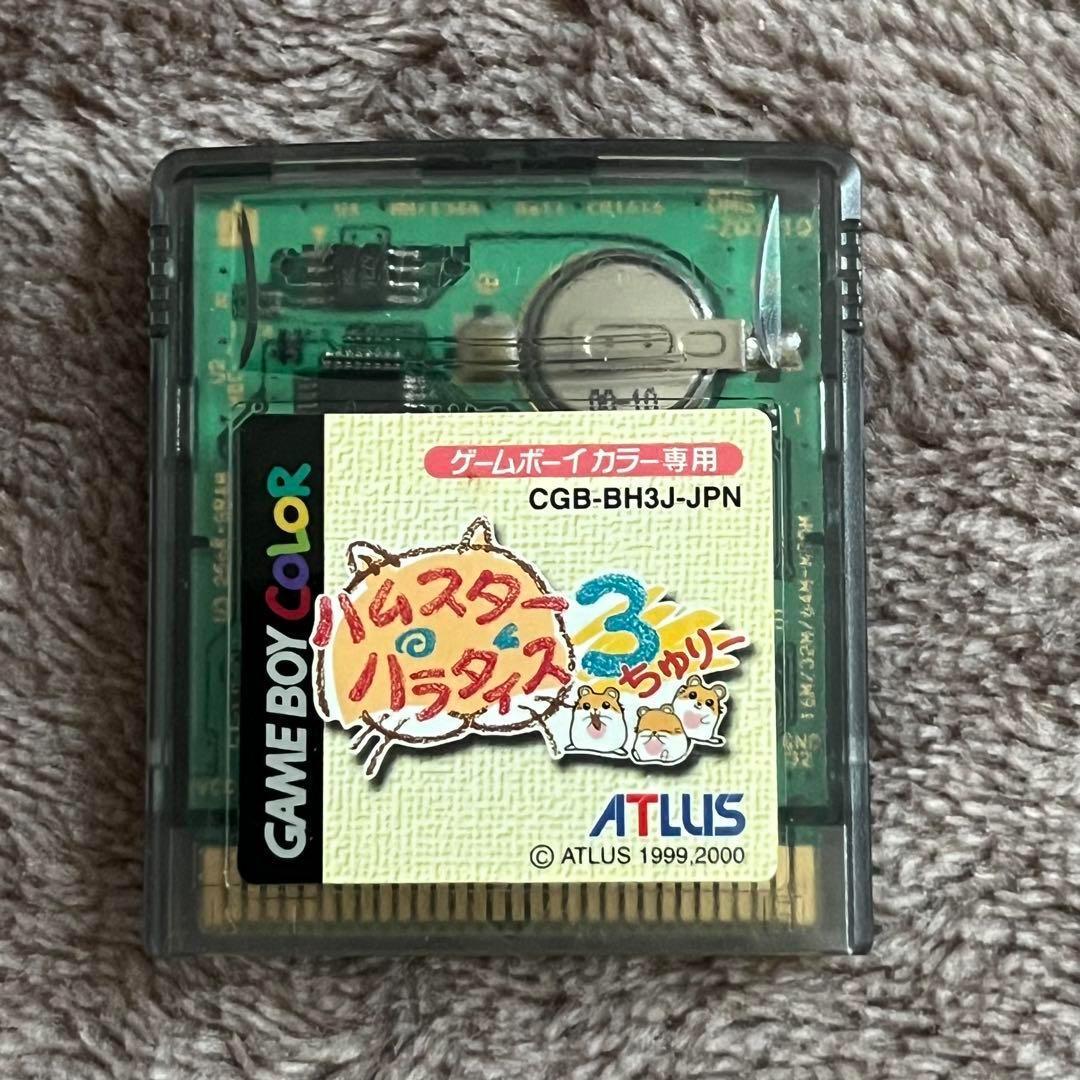 CR1616
ゲームボーイカラー専用
CGB-BH3J-JPN
GAME BOY COLOR
ハムスター
パラダイス
3
ちゅりー
ATLUS
© ATLUS 1999,2000